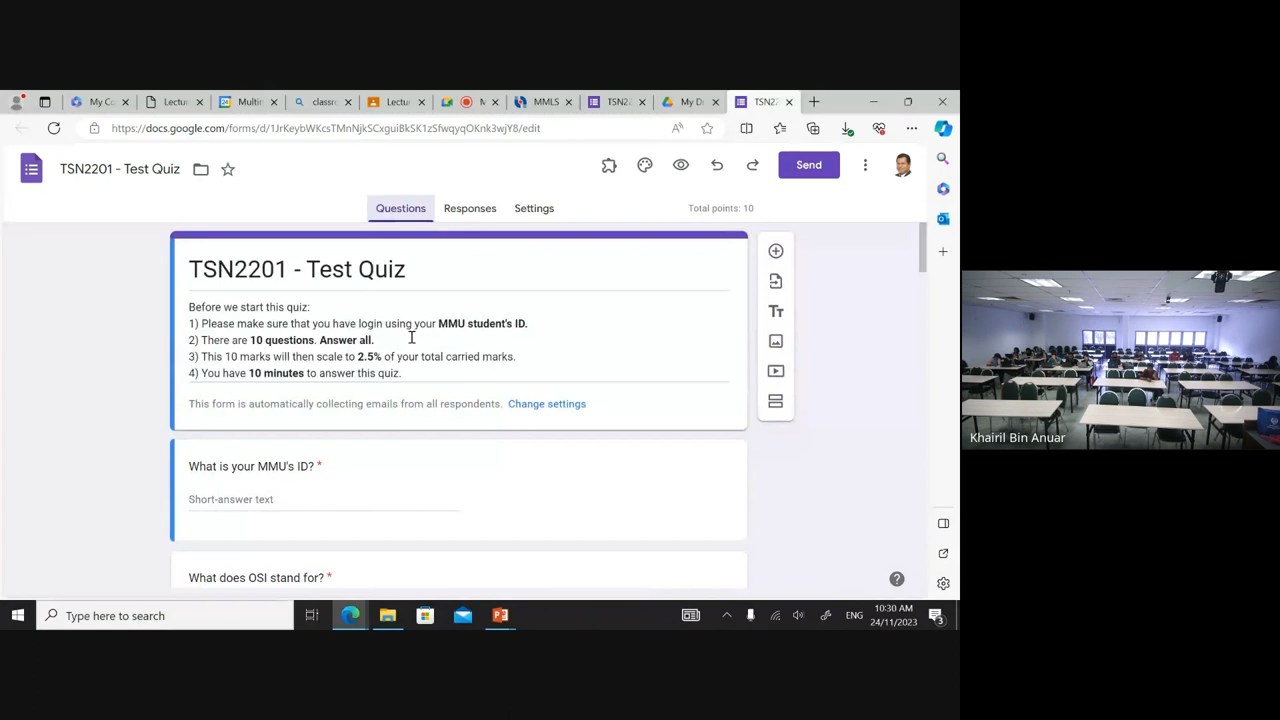 My Co
Lectu
Multin
classr
Lectu
M
MMLS
TSN2
My D
TSN2
https://docs.google.com/forms/d/1JrKeybWKcsTMnNjkSCxguiBkSK1zSfwqyqOKnk3wjY8/edit
TSN2201 - Test Quiz
Send
Questions
Responses
Settings
Total points: 10
TSN2201 - Test Quiz
Before we start this quiz:
1) Please make sure that you have login using your MMU student's ID.
2) There are 10 questions. Answer all.
3) This 10 marks will then scale to 2.5% of your total carried marks.
4) You have 10 minutes to answer this quiz.
This form is automatically collecting emails from all respondents. Change settings
What is your MMU's ID? *
Short-answer text
What does OSI stand for? *
Khairil Bin Anuar
Type here to search
ENG
10:30 AM
24/11/2023
3